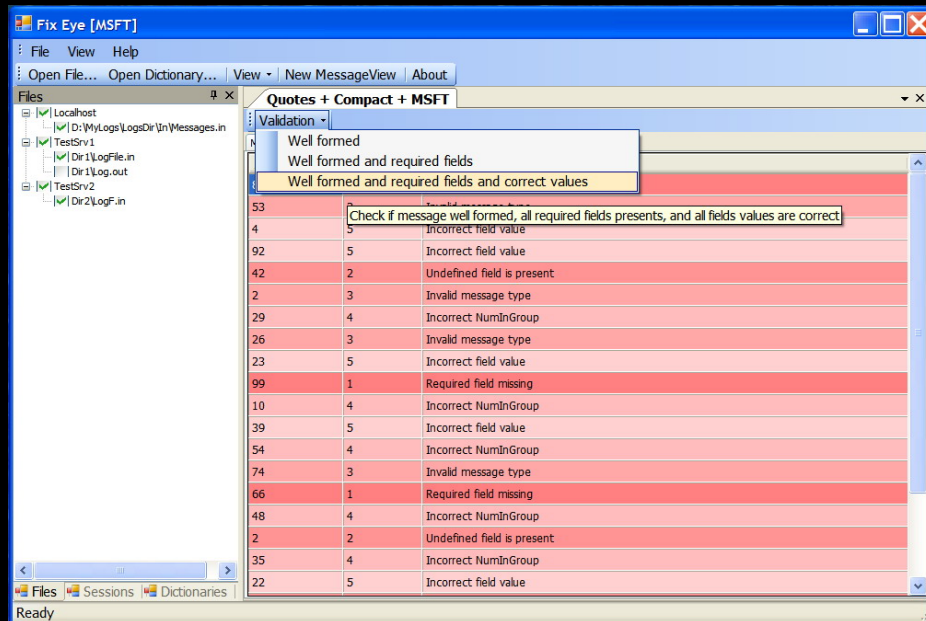 Fix Eye [MSFT]
File View Help
Open File... Open Dictionary... View New MessageView About
Files
Quotes + Compact + MSFT
Localhost
D:\MyLogs\LogsDir\In\Messages.in
TestSrv1
Dir1\LogFile.in
Dir1\Log.out
TestSrv2
Dir2\LogF.in
Validation
Well formed
Well formed and required fields
Well formed and required fields and correct values
Check if message well formed, all required fields presents, and all fields values are correct
53 Invalid message type
4 5 Incorrect field value
92 5 Incorrect field value
42 2 Undefined field is present
2 3 Invalid message type
29 4 Incorrect NumInGroup
26 3 Invalid message type
23 5 Incorrect field value
99 1 Required field missing
10 4 Incorrect NumInGroup
39 5 Incorrect field value
54 4 Incorrect NumInGroup
74 3 Invalid message type
66 1 Required field missing
48 4 Incorrect NumInGroup
2 2 Undefined field is present
35 4 Incorrect NumInGroup
22 5 Incorrect field value
Files Sessions Dictionaries
Ready